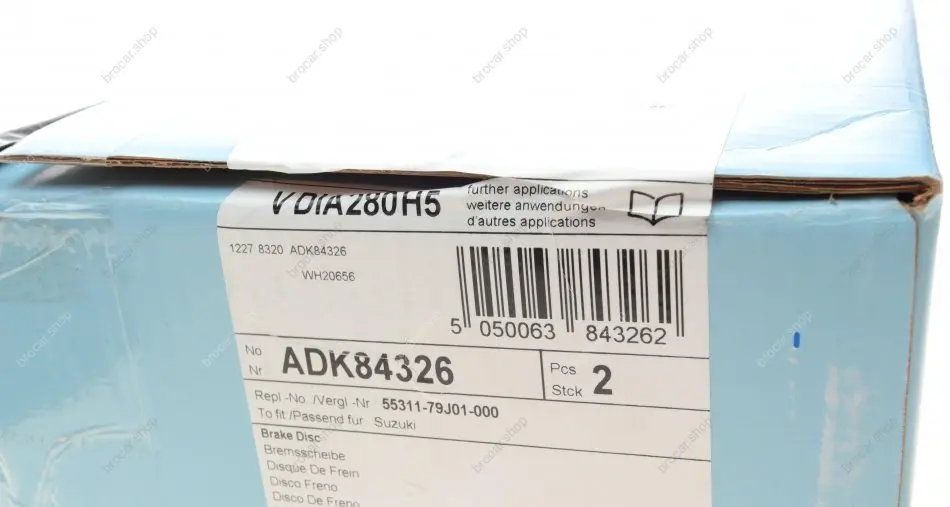 brocar.shop
V DIA280H5
further applications
weitere anwendungen
d'autres applications
1227 8320 ADK84326
WH20656
5 050063 843262
No
Nr
ADK84326
Pcs
Stck
2
Repl -No ./Vergl -Nr 55311-79J01-000
To fit /Passend fur Suzuki
Brake Disc
Bremsscheibe
Disque De Frein
Disco Freno
Disco De Freno